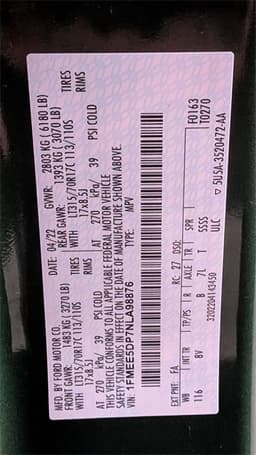 MFD. BY FORD MOTOR CO.
DATE: 04/22 GVWR: 2803 KG ( 6180 LB)
FRONT GAWR: 1483 KG (3270 LB) REAR GAWR: 1393 KG ( 3070 LB)
WITH LT315/70R17C 113/110S TIRES WITH LT315/70R17C 113/110S TIRES
17x8.5J RIMS 17x8.5J RIMS
AT 270 kPa/ 39 PSI COLD AT 270 kPa/ 39 PSI COLD
THIS VEHICLE CONFORMS TO ALL APPLICABLE FEDERAL MOTOR VEHICLE
SAFETY STANDARDS IN EFFECT ON THE DATE OF MANUFACTURE SHOWN ABOVE.
VIN: 1FMEE5DP7NLA98876
TYPE: MPV
F0163
T0270
EXT PNT: FA RC: 27 DSO:
WB INT TR TP/PS R AXLE TR SPR
116 8V B 7L T SSSS
ULC
5U5A-3520472-AA